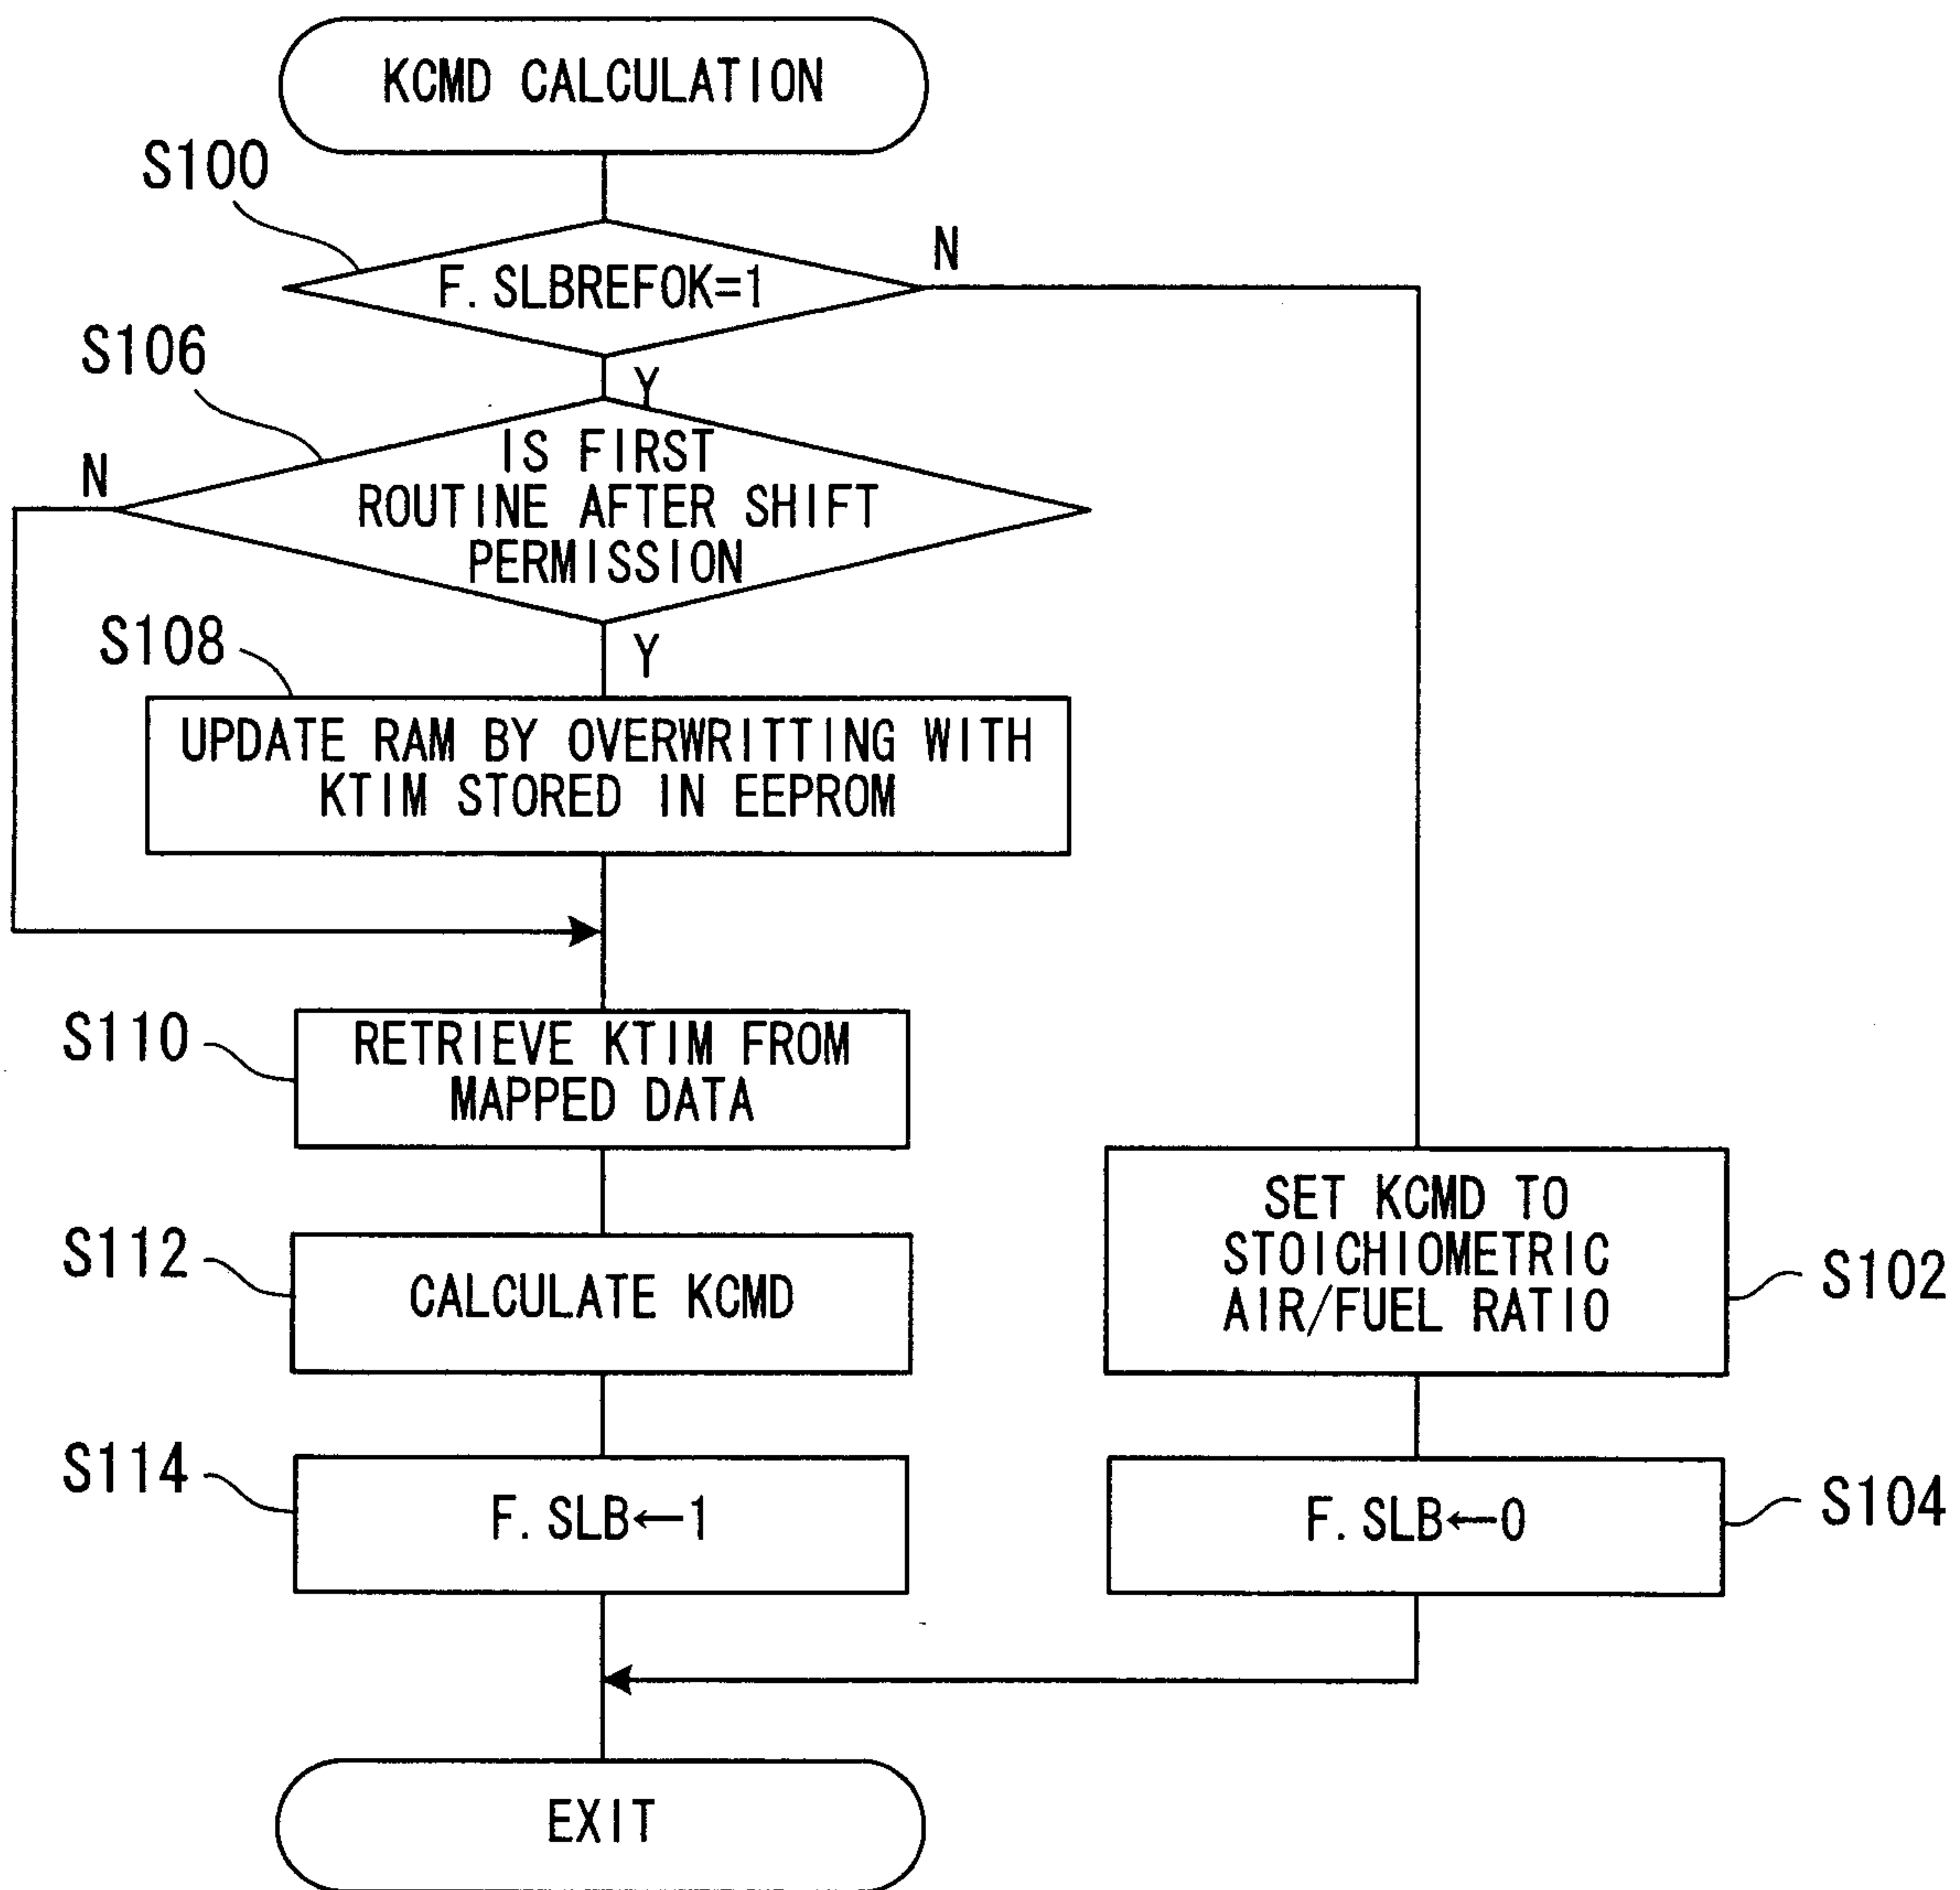 KCMD CALCULATION
S100
F.SLBREFOK=1
N
Y
S106
IS FIRST
ROUTINE AFTER SHIFT
PERMISSION
N
Y
S108
UPDATE RAM BY OVERWRITTING WITH
KTIM STORED IN EEPROM
S110
RETRIEVE KTIM FROM
MAPPED DATA
S112
CALCULATE KCMD
S114
F.SLB←1
SET KCMD TO
STOICHIOMETRIC
AIR/FUEL RATIO
S102
F.SLB←0
S104
EXIT